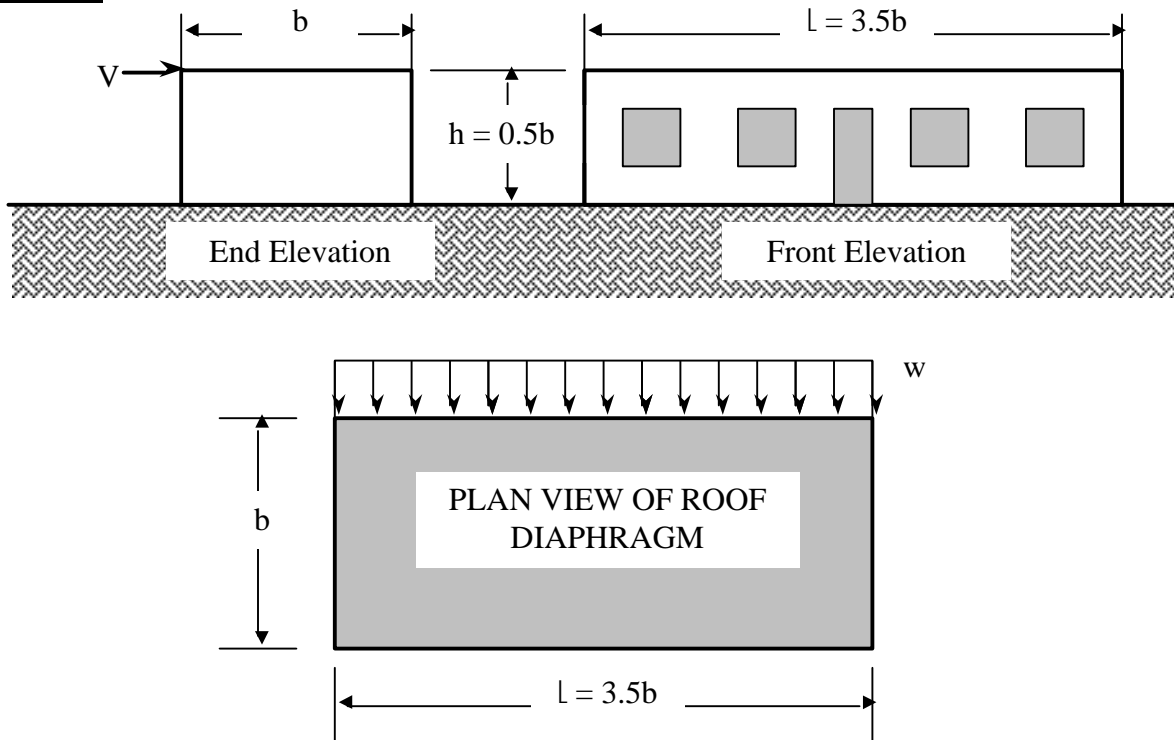 b
L = 3.5b
V
h = 0.5b
End Elevation
Front Elevation
w
b
PLAN VIEW OF ROOF
DIAPHRAGM
L = 3.5b